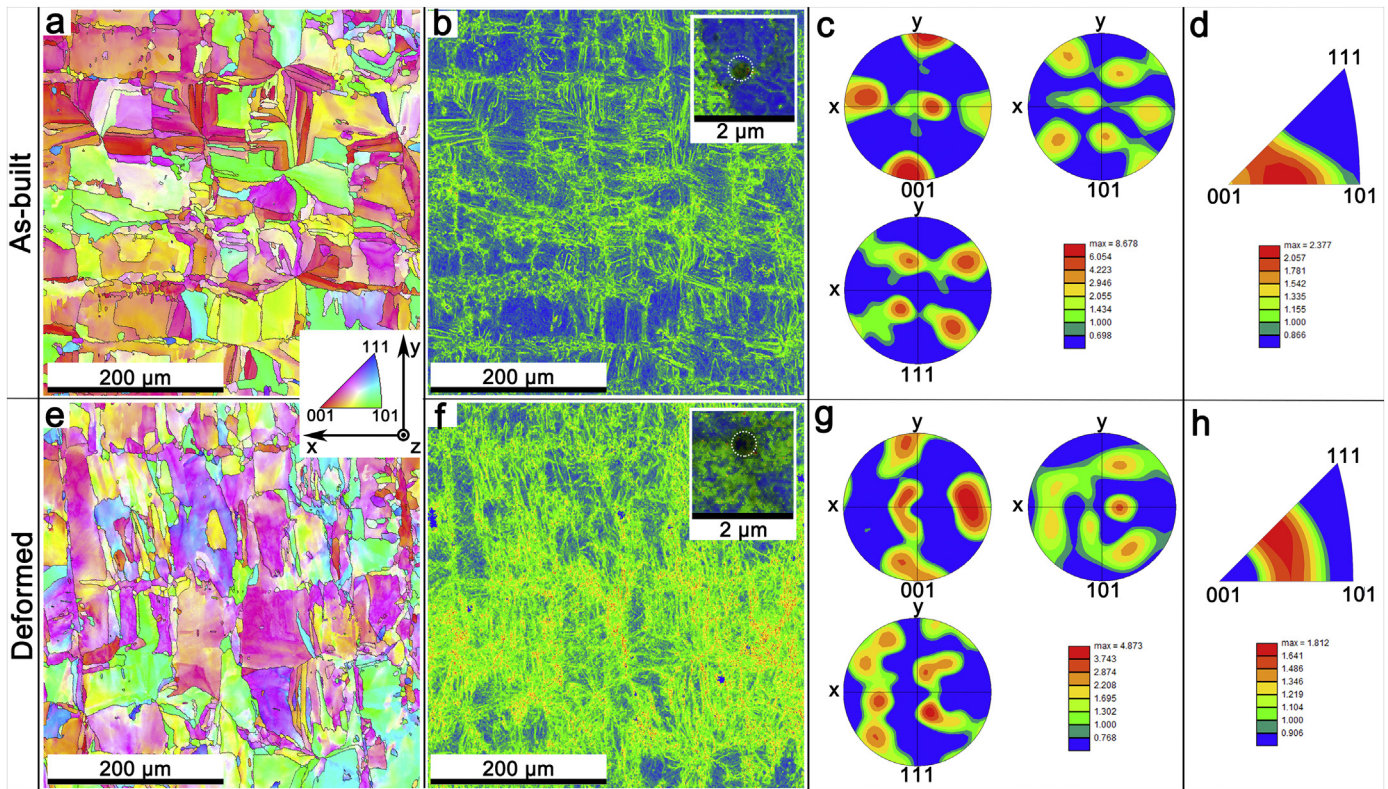 As-built
a
200 µm
b
2 µm
200 µm
c
y
x
001
y
x
101
y
x
111
max = 8.678
6.054
4.223
2.946
2.055
1.434
1.000
0.698
d
111
001
101
max = 2.377
2.057
1.781
1.542
1.335
1.155
1.000
0.866
111
001
101
y
x
z
Deformed
e
200 µm
f
2 µm
200 µm
g
y
x
001
y
x
101
y
x
111
max = 4.873
3.743
2.874
2.208
1.695
1.302
1.000
0.768
h
111
001
101
max = 1.812
1.641
1.486
1.346
1.219
1.104
1.000
0.906